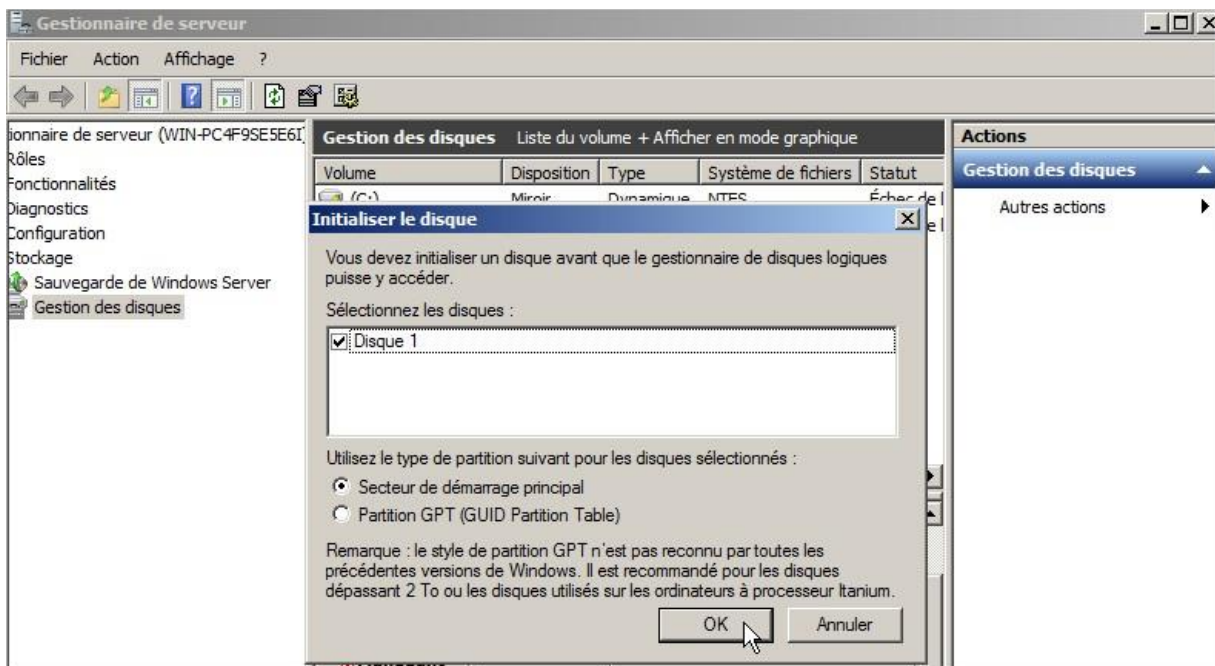 Gestionnaire de serveur
Fichier Action Affichage ?
ionnaire de serveur (WIN-PC4F9SE5E6I)
Rôles
Fonctionnalités
Diagnostics
Configuration
Stockage
Sauvegarde de Windows Server
Gestion des disques
Gestion des disques Liste du volume + Afficher en mode graphique
Volume Disposition Type Système de fichiers Statut
(C:) Miroir Dynamique NTFS Échec de l
Initialiser le disque
Vous devez initialiser un disque avant que le gestionnaire de disques logiques
puisse y accéder.
Sélectionnez les disques :
Disque 1
Utilisez le type de partition suivant pour les disques sélectionnés :
Secteur de démarrage principal
Partition GPT (GUID Partition Table)
Remarque : le style de partition GPT n'est pas reconnu par toutes les
précédentes versions de Windows. Il est recommandé pour les disques
dépassant 2 To ou les disques utilisés sur les ordinateurs à processeur Itanium.
OK Annuler
Actions
Gestion des disques
Autres actions